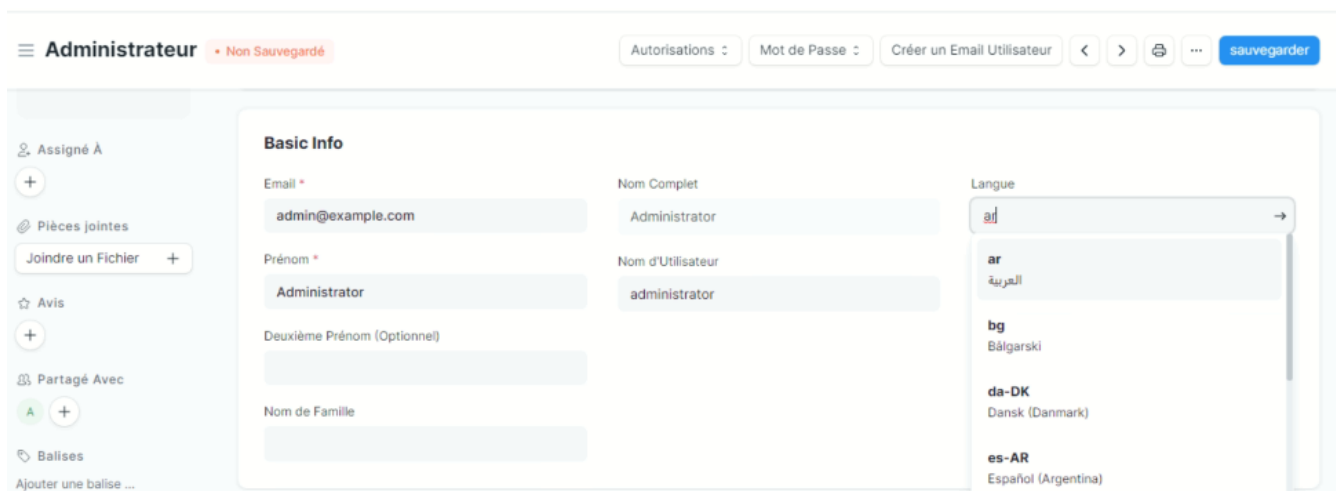 Administrateur • Non Sauvegardé
Autorisations
Mot de Passe
Créer un Email Utilisateur
sauvegarder
Assigné À
Pièces jointes
Joindre un Fichier +
Avis
Partagé Avec
A
Balises
Ajouter une balise ...
Basic Info
Email *
admin@example.com
Prénom *
Administrator
Deuxième Prénom (Optionnel)
Nom de Famille
Nom Complet
Administrator
Nom d'Utilisateur
administrator
Langue
ar
ar
العربية
bg
Bǎlgarski
da-DK
Dansk (Danmark)
es-AR
Español (Argentina)